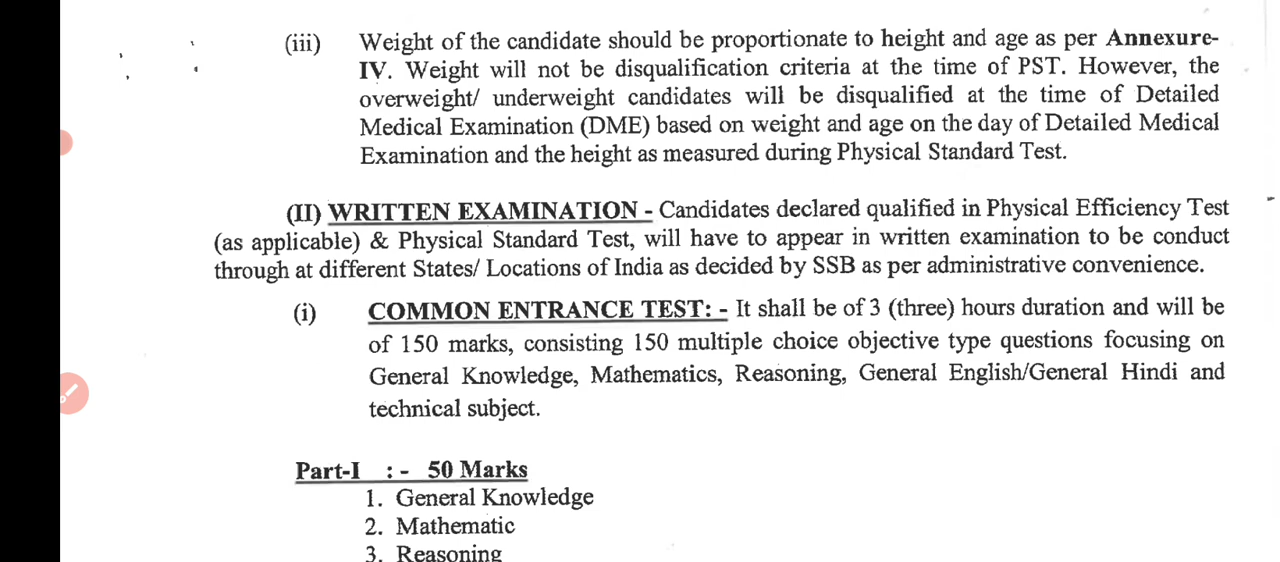 (iii) Weight of the candidate should be proportionate to height and age as per Annexure-
IV. Weight will not be disqualification criteria at the time of PST. However, the
overweight/ underweight candidates will be disqualified at the time of Detailed
Medical Examination (DME) based on weight and age on the day of Detailed Medical
Examination and the height as measured during Physical Standard Test.
(II) WRITTEN EXAMINATION - Candidates declared qualified in Physical Efficiency Test
(as applicable) & Physical Standard Test, will have to appear in written examination to be conduct
through at different States/ Locations of India as decided by SSB as per administrative convenience.
(i) COMMON ENTRANCE TEST: - It shall be of 3 (three) hours duration and will be
of 150 marks, consisting 150 multiple choice objective type questions focusing on
General Knowledge, Mathematics, Reasoning, General English/General Hindi and
technical subject.
Part-I : - 50 Marks
1. General Knowledge
2. Mathematic
3. Reasoning